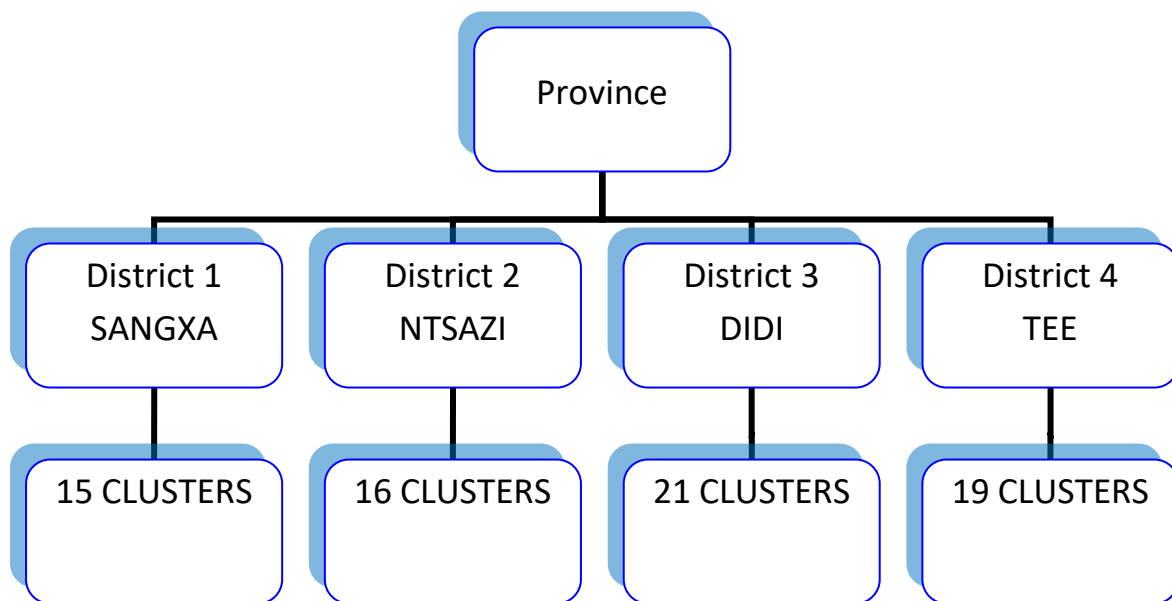 Province
District 1
SANGXA
District 2
NTSAZI
District 3
DIDI
District 4
TEE
15 CLUSTERS
16 CLUSTERS
21 CLUSTERS
19 CLUSTERS